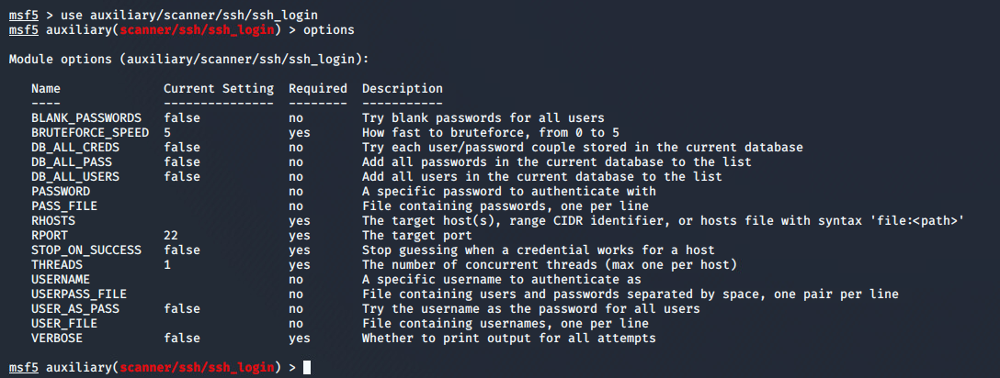 msf5 > use auxiliary/scanner/ssh/ssh_login
msf5 auxiliary(scanner/ssh/ssh_login) > options
Module options (auxiliary/scanner/ssh/ssh_login):
Name Current Setting Required Description
---- --------------- -------- -----------
BLANK_PASSWORDS false no Try blank passwords for all users
BRUTEFORCE_SPEED 5 yes How fast to bruteforce, from 0 to 5
DB_ALL_CREDS false no Try each user/password couple stored in the current database
DB_ALL_PASS false no Add all passwords in the current database to the list
DB_ALL_USERS false no Add all users in the current database to the list
PASSWORD no A specific password to authenticate with
PASS_FILE no File containing passwords, one per line
RHOSTS yes The target host(s), range CIDR identifier, or hosts file with syntax 'file:<path>'
RPORT 22 yes The target port
STOP_ON_SUCCESS false yes Stop guessing when a credential works for a host
THREADS 1 yes The number of concurrent threads (max one per host)
USERNAME no A specific username to authenticate as
USERPASS_FILE no File containing users and passwords separated by space, one pair per line
USER_AS_PASS false no Try the username as the password for all users
USER_FILE no File containing usernames, one per line
VERBOSE false yes Whether to print output for all attempts
msf5 auxiliary(scanner/ssh/ssh_login) >